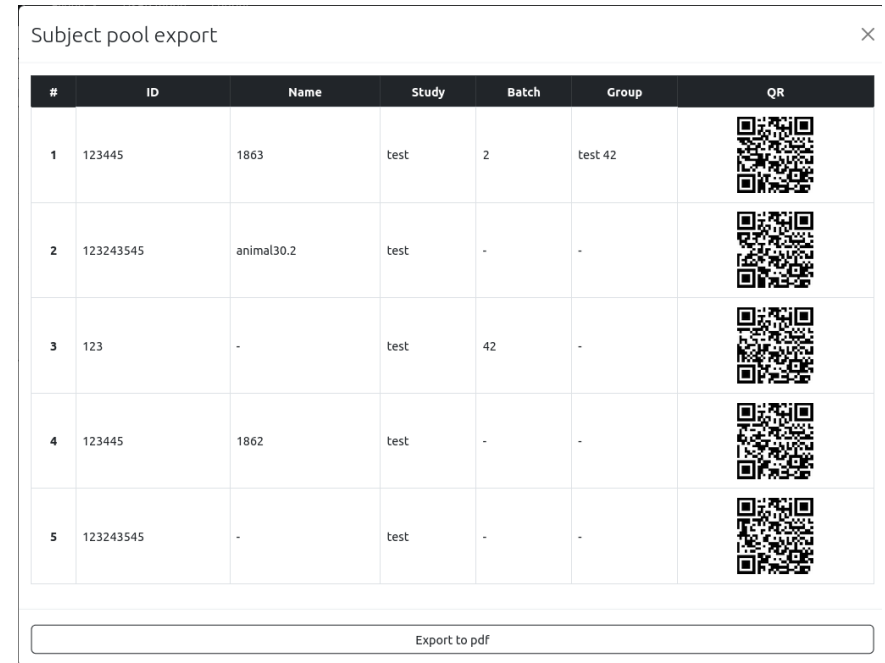 Subject pool export
# ID Name Study Batch Group QR
1 123445 1863 test 2 test 42
2 123243545 animal30.2 test - -
3 123 - test 42 -
4 123445 1862 test - -
5 123243545 - test - -
Export to pdf